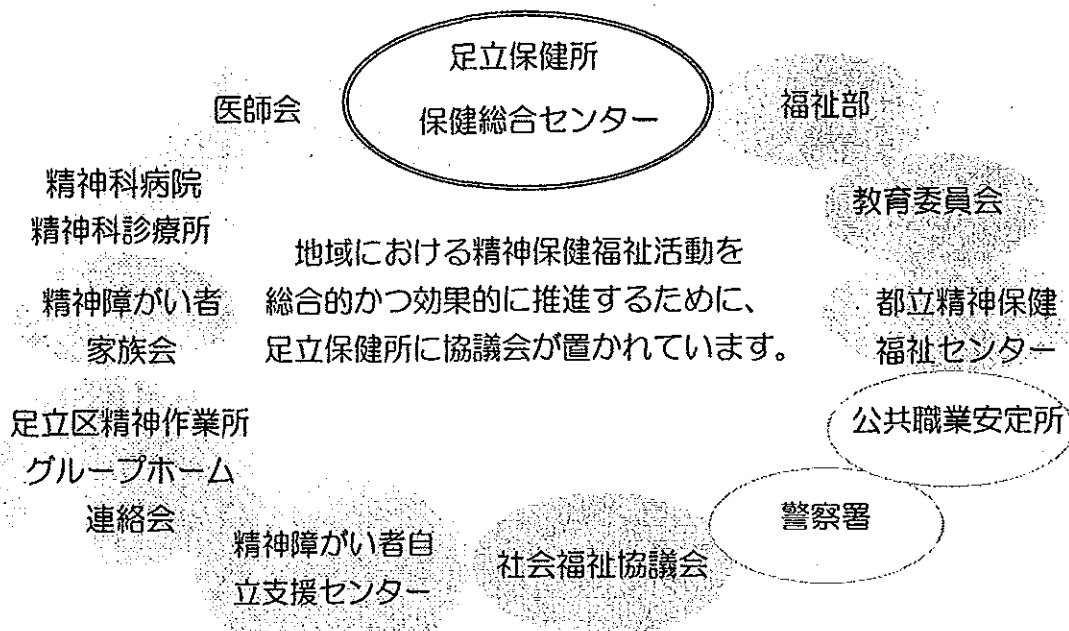 足立保健所
保健総合センター
医師会
福祉部
精神科病院
精神科診療所
教育委員会
地域における精神保健福祉活動を
総合的かつ効果的に推進するために、
足立保健所に協議会が置かれています。
精神障がい者
家族会
都立精神保健
福祉センター
足立区精神作業所
グループホーム
連絡会
公共職業安定所
警察署
精神障がい者自
立支援センター
社会福祉協議会